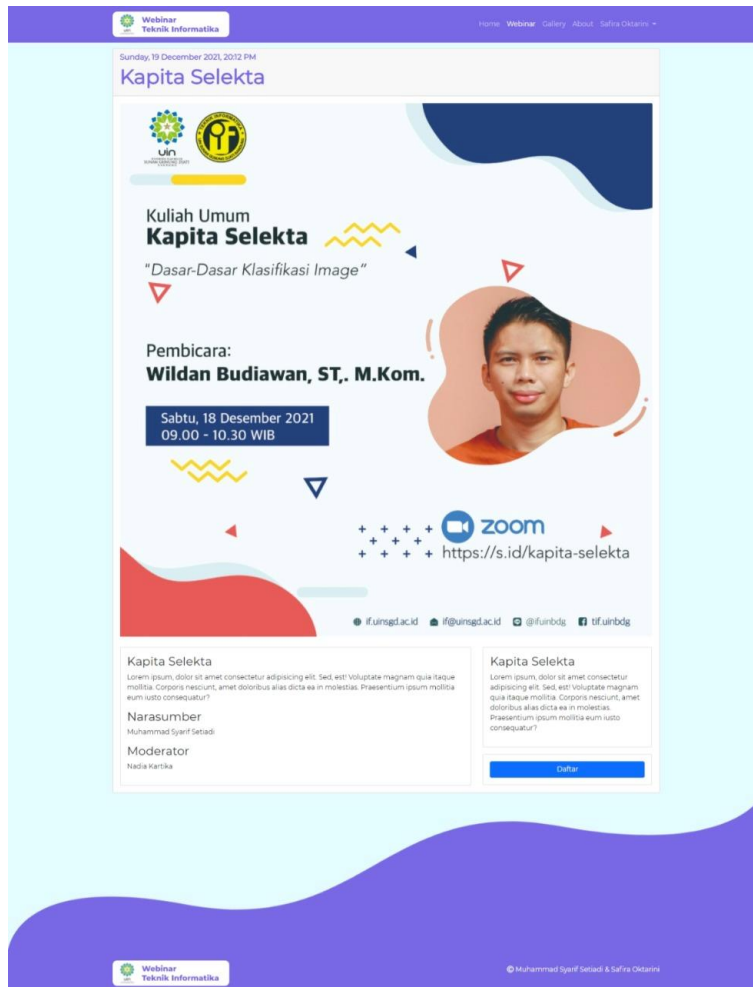 Webinar
Teknik Informatika
Home Webinar Gallery About Safira Oktarini
Sunday, 19 December 2021, 20:12 PM
Kapita Selekta
uin
TEKNIK INFORMATIKA
Kuliah Umum
Kapita Selekta
"Dasar-Dasar Klasifikasi Image"
Pembicara:
Wildan Budiawan, ST,. M.Kom.
Sabtu, 18 Desember 2021
09.00 - 10.30 WIB
zoom
https://s.id/kapita-selekta
if.uinsgd.ac.id if@uinsgd.ac.id @ifuinbdg tif.uinbdg
Kapita Selekta
Lorem ipsum, dolor sit amet consectetur adipisicing elit. Sed, est! Voluptate magnam quia itaque
mollitia. Corporis nesciunt, amet doloribus alias dicta ea in molestias. Praesentium ipsum mollitia
eum iusto consequatur?
Narasumber
Muhammad Syarif Setiadi
Moderator
Nadia Kartika
Kapita Selekta
Lorem ipsum, dolor sit amet consectetur
adipisicing elit. Sed, est! Voluptate magnam
quia itaque mollitia. Corporis nesciunt, amet
doloribus alias dicta ea in molestias.
Praesentium ipsum mollitia eum iusto
consequatur?
Daftar
Webinar
Teknik Informatika
© Muhammad Syarif Setiadi & Safira Oktarini